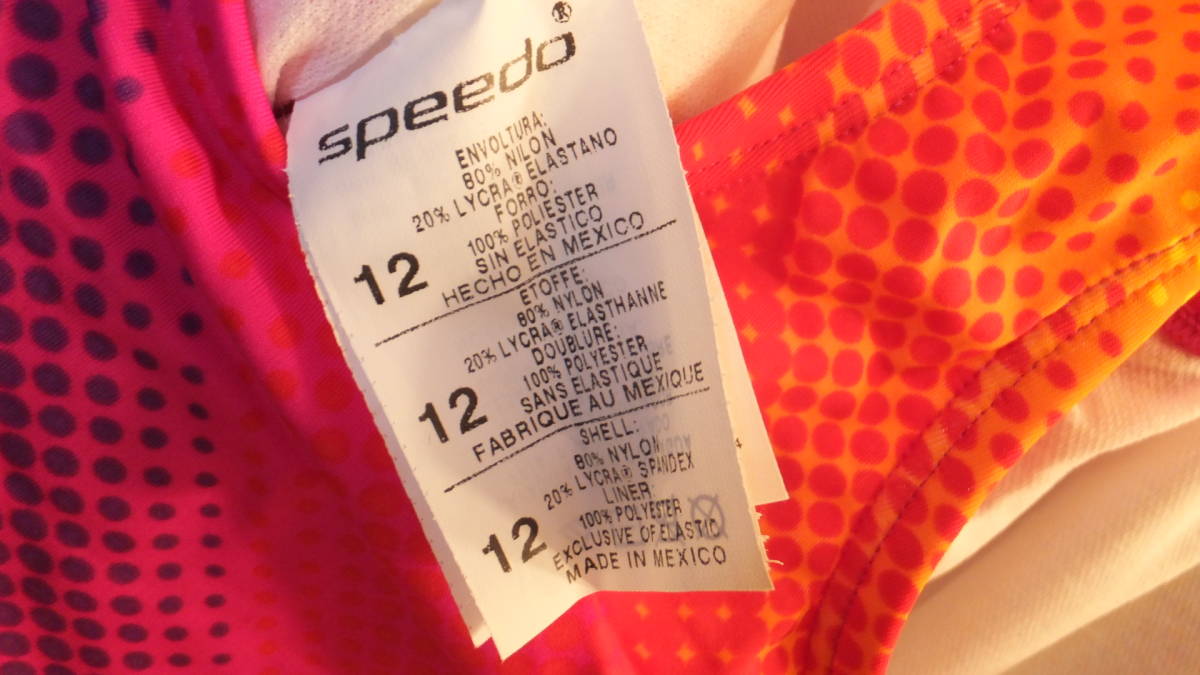 speedo®
ENVOLTURA:
80% NILON
20% LYCRA® ELASTANO
FORRO:
100% POLIESTER
SIN ELASTICO
12 HECHO EN MEXICO
ETOFFE:
80% NYLON
20% LYCRA® ELASTHANNE
DOUBLURE:
100% POLYESTER
SANS ELASTIQUE
12 FABRIQUE AU MEXIQUE
SHELL:
80% NYLON
20% LYCRA® SPANDEX
LINER:
100% POLYESTER
12 EXCLUSIVE OF ELASTIC
MADE IN MEXICO